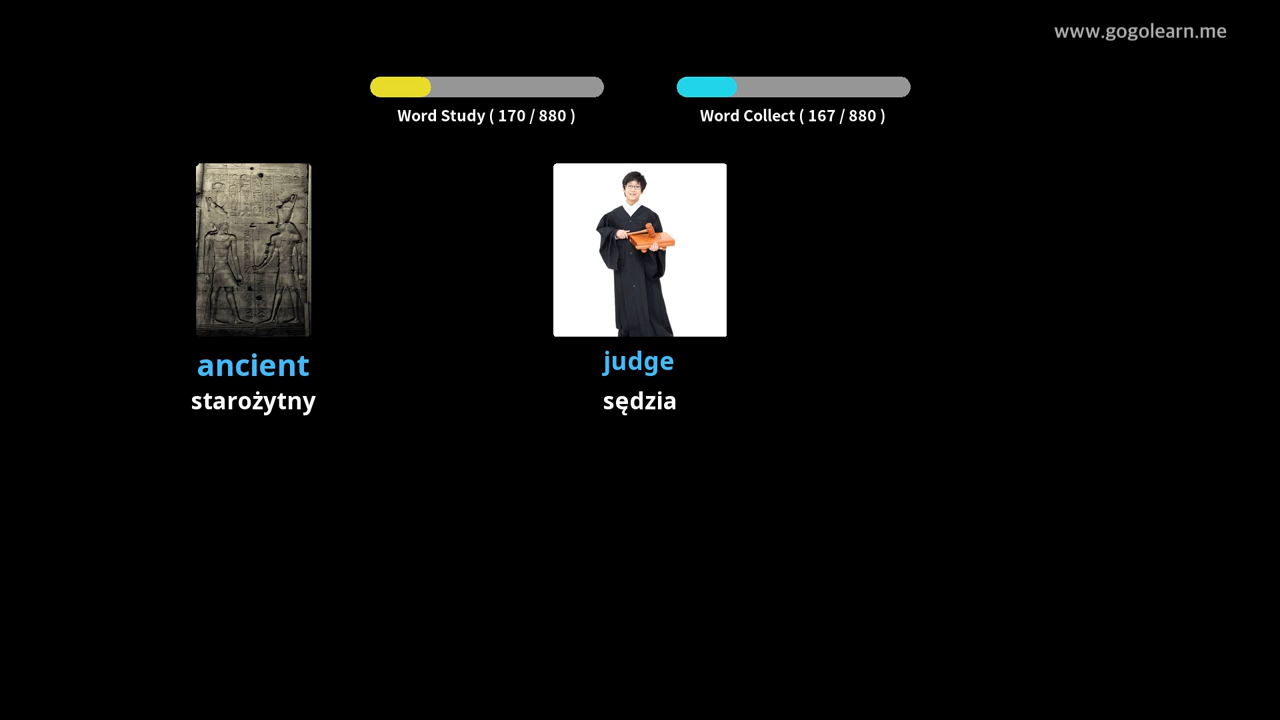 www.gogolearn.me
Word Study ( 170 / 880 )
Word Collect ( 167 / 880 )
ancient
starożytny
judge
sędzia